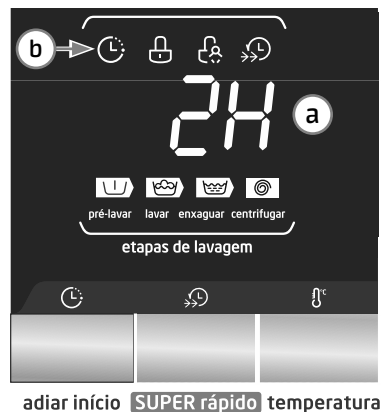 b
2H
a
pré-lavar lavar enxaguar centrifugar
etapas de lavagem
°C
adiar início SUPER rápido temperatura